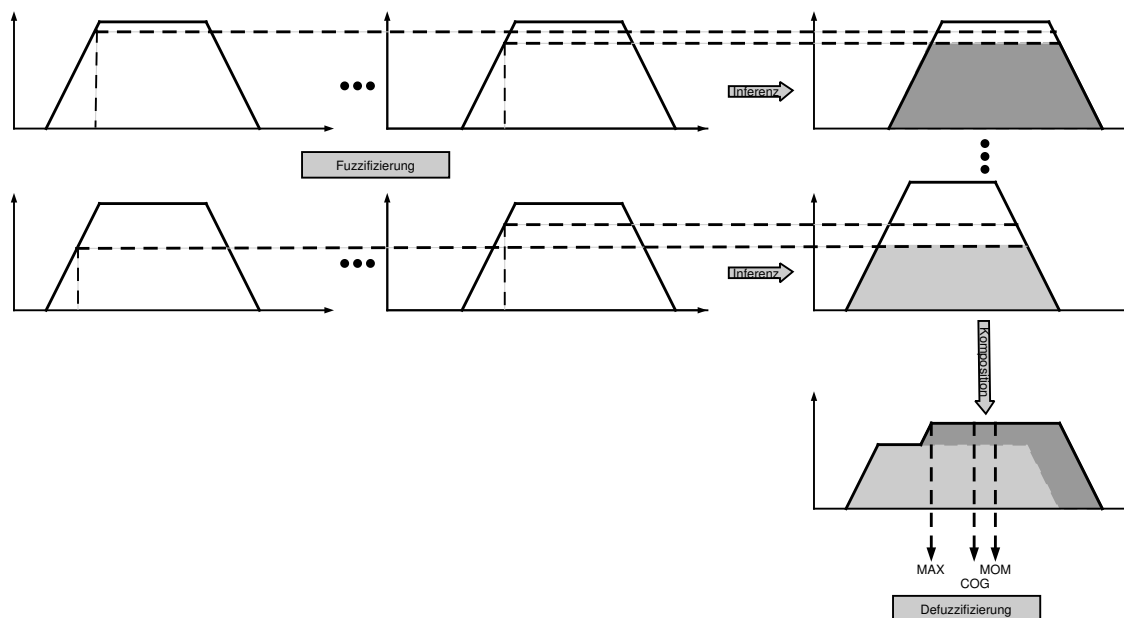 Inferenz
Fuzzifizierung
Inferenz
Komposition
MAX
MOM
COG
Defuzzifizierung